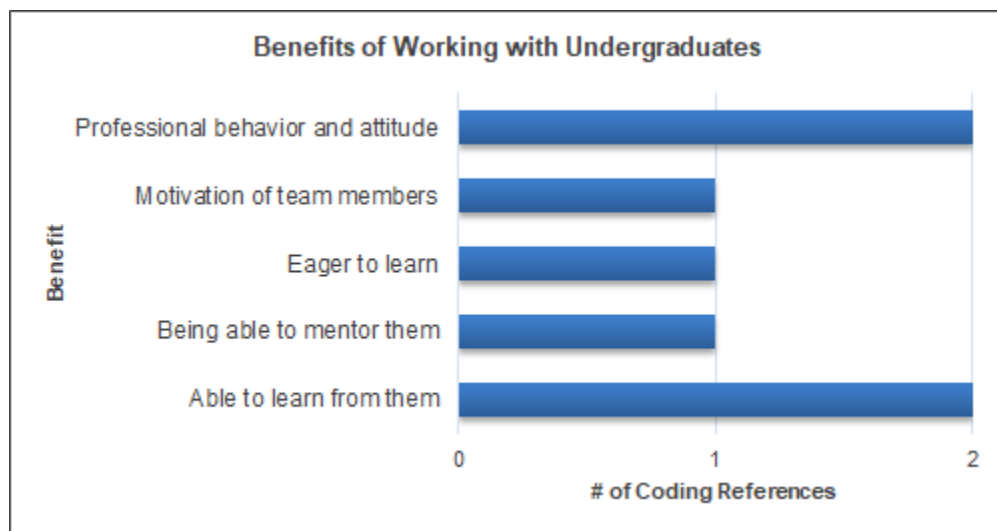 Benefits of Working with Undergraduates
Benefit
Professional behavior and attitude
Motivation of team members
Eager to learn
Being able to mentor them
Able to learn from them
0 1 2
# of Coding References